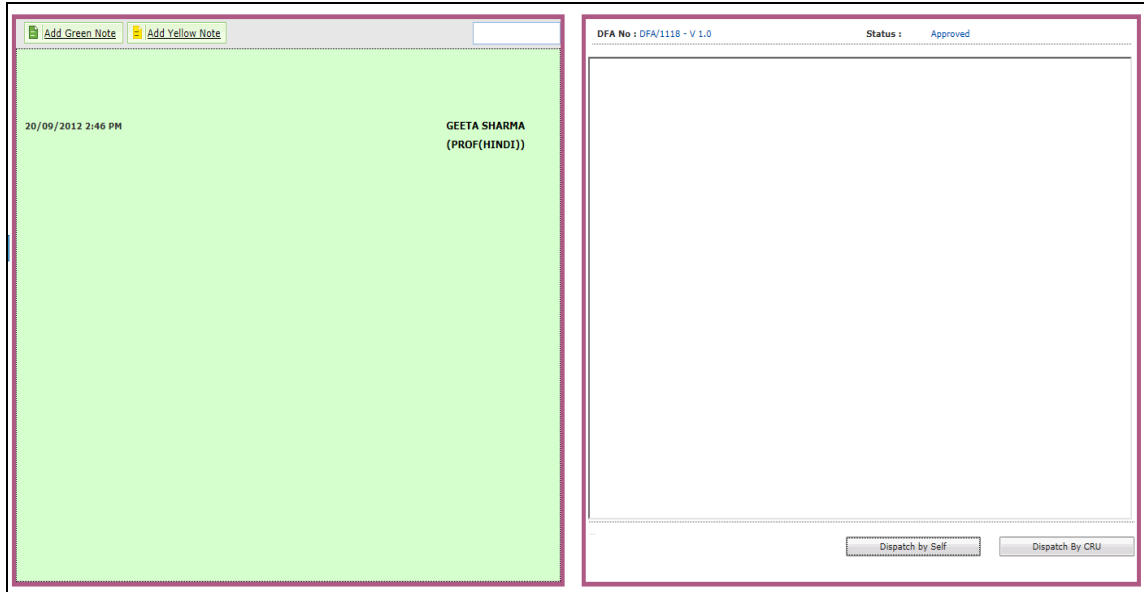 Add Green Note Add Yellow Note
20/09/2012 2:46 PM GEETA SHARMA
(PROF(HINDI))
DFA No : DFA/1118 - V 1.0 Status : Approved
Dispatch by Self Dispatch By CRU